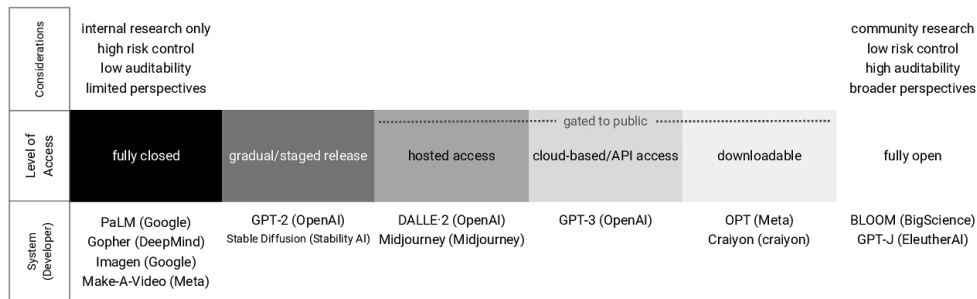 Considerations
internal research only
high risk control
low auditability
limited perspectives
community research
low risk control
high auditability
broader perspectives
Level of
Access
gated to public
fully closed
gradual/staged release
hosted access
cloud-based/API access
downloadable
fully open
System
(Developer)
PaLM (Google)
Gopher (DeepMind)
Imagen (Google)
Make-A-Video (Meta)
GPT-2 (OpenAI)
Stable Diffusion (Stability AI)
DALLE·2 (OpenAI)
Midjourney (Midjourney)
GPT-3 (OpenAI)
OPT (Meta)
Craiyon (craiyon)
BLOOM (BigScience)
GPT-J (EleutherAI)